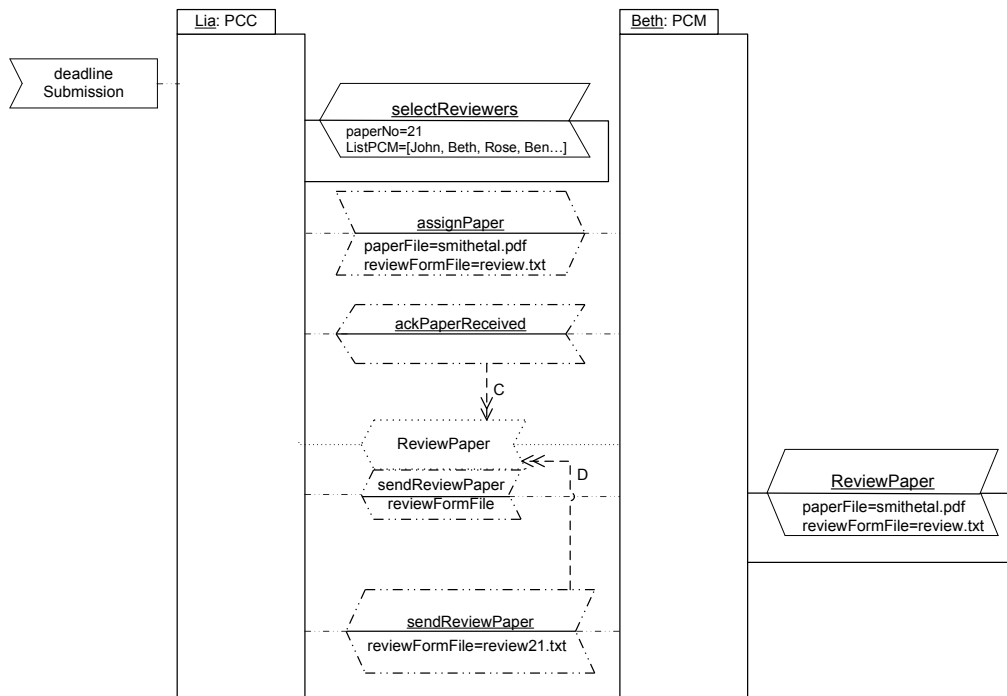 Lia: PCC
Beth: PCM
deadline
Submission
selectReviewers
paperNo=21
ListPCM=[John, Beth, Rose, Ben…]
assignPaper
paperFile=smithetal.pdf
reviewFormFile=review.txt
ackPaperReceived
C
ReviewPaper
D
sendReviewPaper
reviewFormFile
ReviewPaper
paperFile=smithetal.pdf
reviewFormFile=review.txt
sendReviewPaper
reviewFormFile=review21.txt